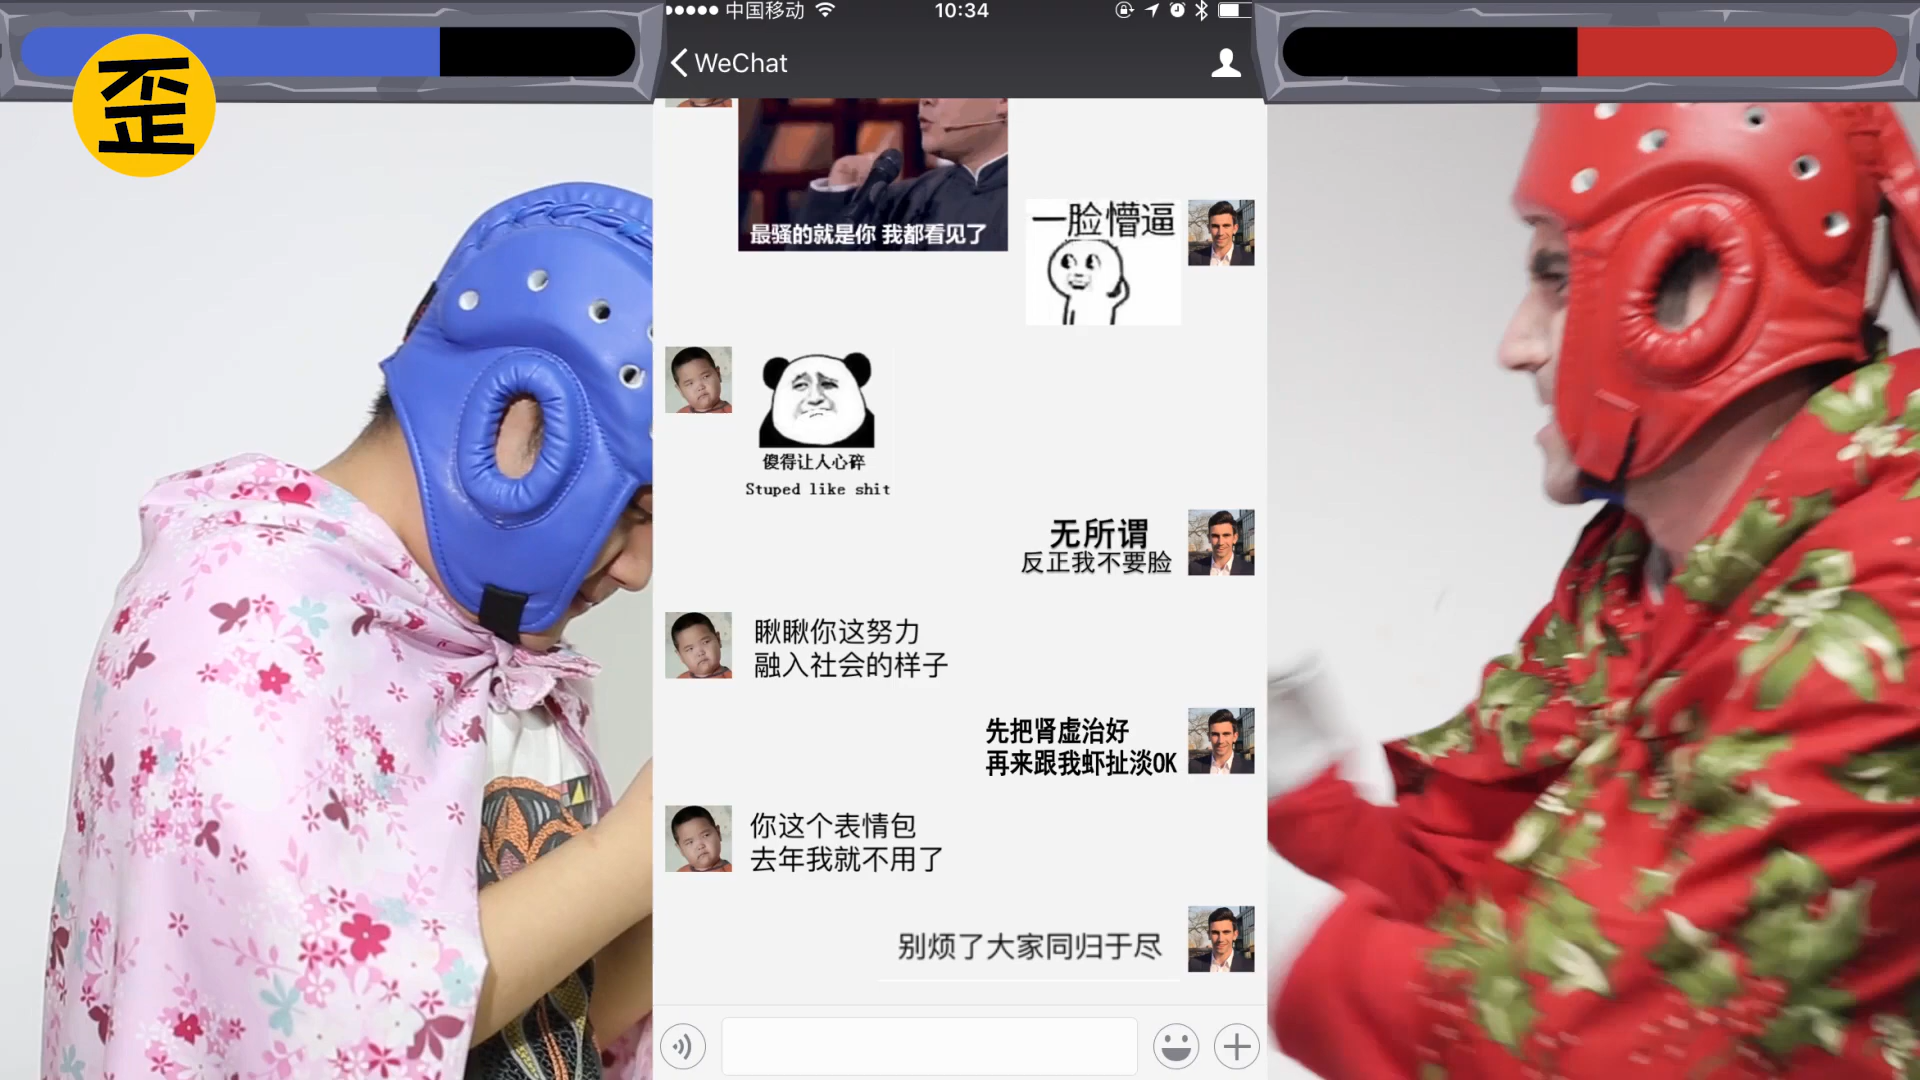 歪
中国移动
10:34
WeChat
最骚的就是你 我都看见了
一脸懵逼
傻得让人心碎
Stuped like shit
无所谓
反正我不要脸
瞅瞅你这努力
融入社会的样子
先把肾虚治好
再来跟我虾扯淡OK
你这个表情包
去年我就不用了
别烦了大家同归于尽